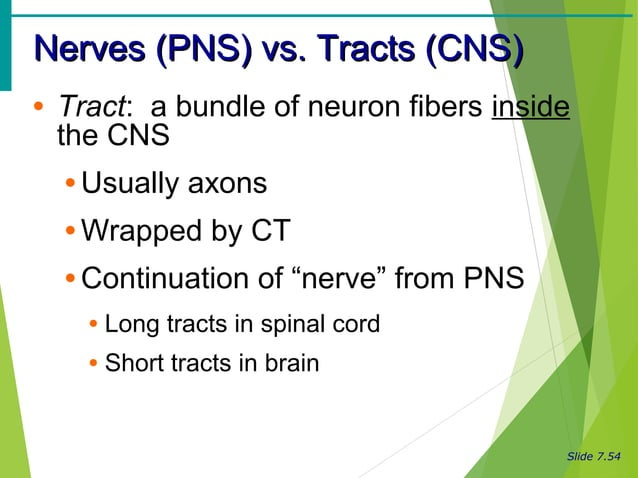 Nerves (PNS) vs. Tracts (CNS)
• Tract:  a bundle of neuron fibers inside
the CNS
• Usually axons
• Wrapped by CT
• Continuation of “nerve” from PNS
• Long tracts in spinal cord
• Short tracts in brain
Slide 7.54